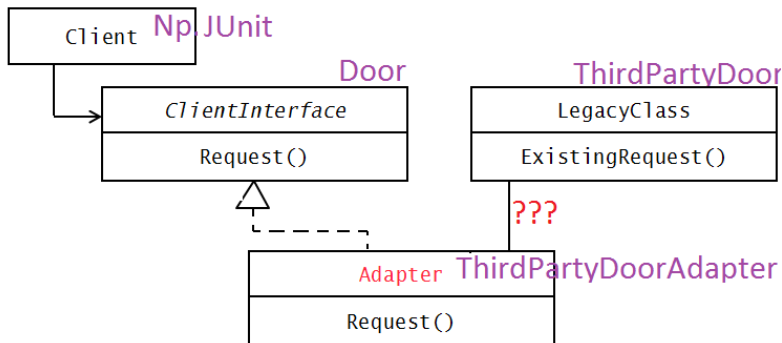 Client Np. JUnit
Door
ThirdPartyDoor
ClientInterface
LegacyClass
Request()
ExistingRequest()
???
Adapter ThirdPartyDoorAdapter
Request()